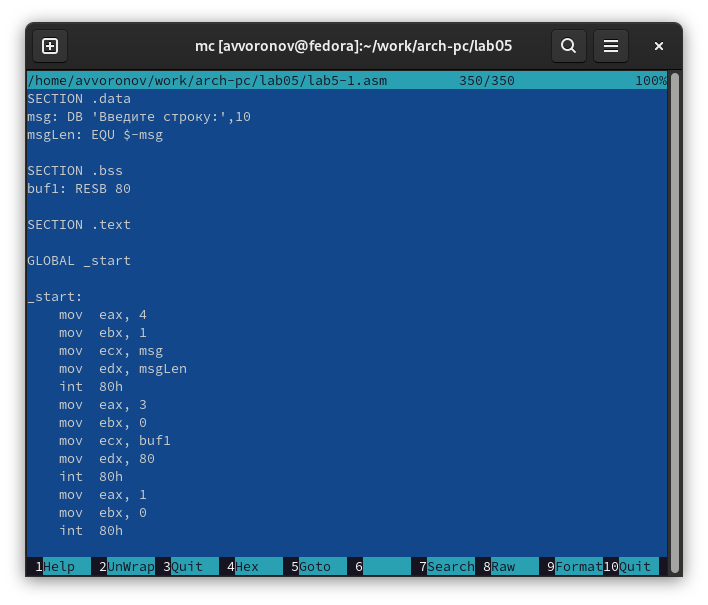 mc [avvoronov@fedora]:~/work/arch-pc/lab05
/home/avvoronov/work/arch-pc/lab05/lab5-1.asm 350/350 100%
SECTION .data
msg: DB 'Введите строку:',10
msgLen: EQU $-msg
SECTION .bss
buf1: RESB 80
SECTION .text
GLOBAL _start
_start:
mov eax, 4
mov ebx, 1
mov ecx, msg
mov edx, msgLen
int 80h
mov eax, 3
mov ebx, 0
mov ecx, buf1
mov edx, 80
int 80h
mov eax, 1
mov ebx, 0
int 80h
1Help 2UnWrap 3Quit 4Hex 5Goto 6 7Search 8Raw 9Format 10Quit